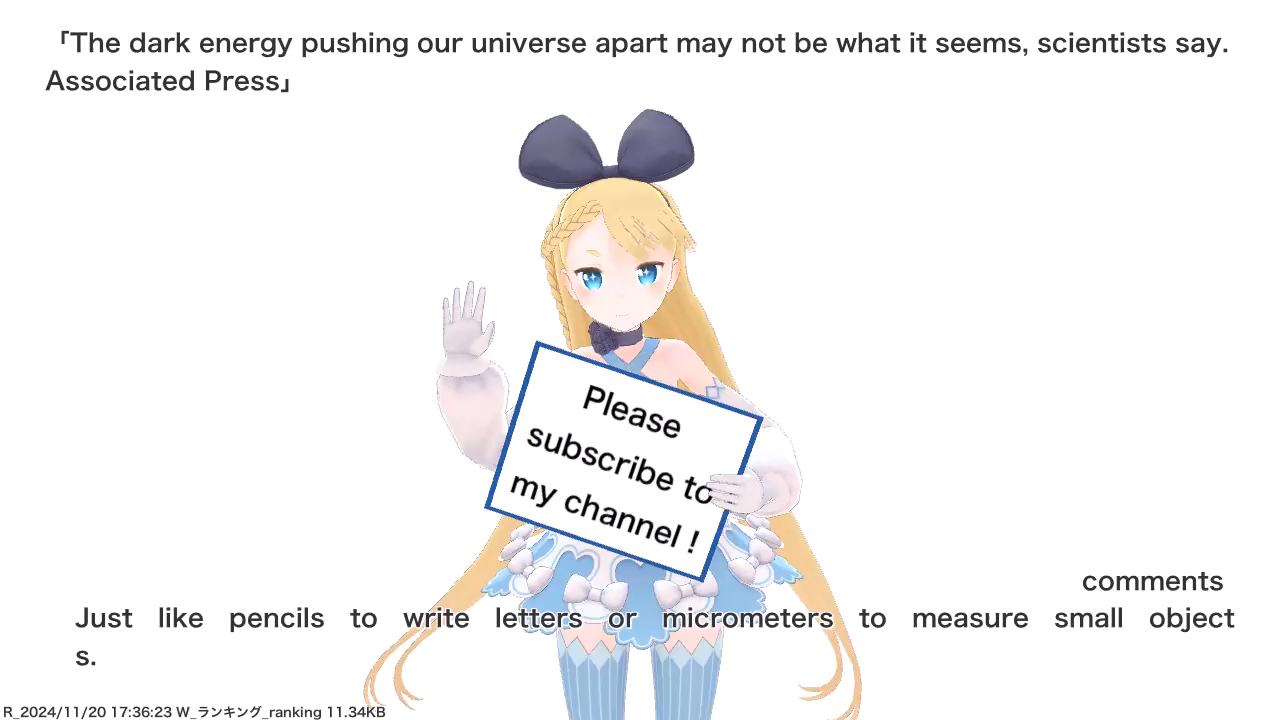 「The dark energy pushing our universe apart may not be what it seems, scientists say.
Associated Press」
Please
subscribe to
my channel !
comments
Just like pencils to write letters or micrometers to measure small object
s.
R_2024/11/20 17:36:23 W_ランキング_ranking 11.34KB